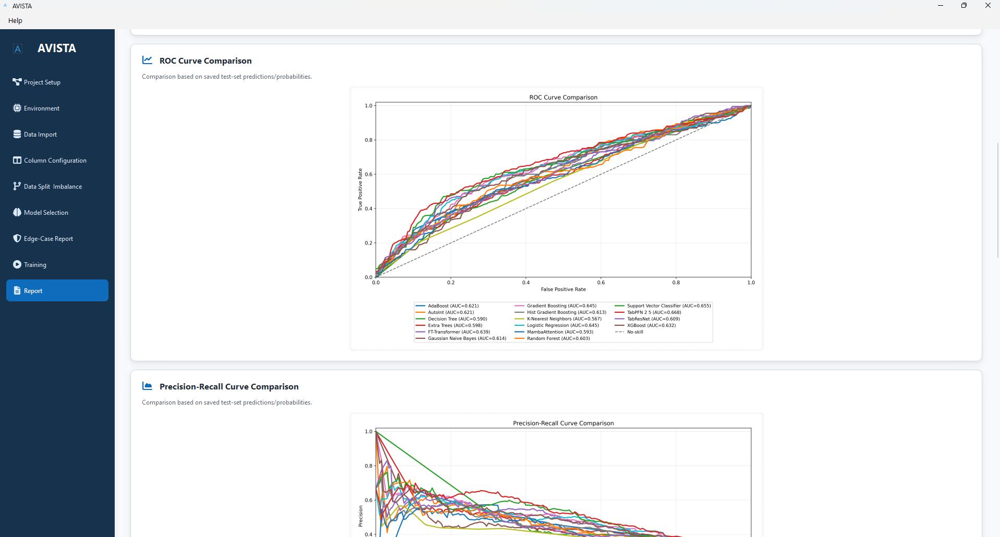 AVISTA
Help
A AVISTA
Project Setup
Environment
Data Import
Column Configuration
Data Split Imbalance
Model Selection
Edge-Case Report
Training
Report
ROC Curve Comparison
Comparison based on saved test-set predictions/probabilities.
ROC Curve Comparison
1.0
0.8
0.6
0.4
0.2
0.0
True Positive Rate
0.0 0.2 0.4 0.6 0.8 1.0
False Positive Rate
AdaBoost (AUC=0.621)
AutoInt (AUC=0.621)
Decision Tree (AUC=0.590)
Extra Trees (AUC=0.598)
FT-Transformer (AUC=0.639)
Gaussian Naive Bayes (AUC=0.614)
Gradient Boosting (AUC=0.645)
Hist Gradient Boosting (AUC=0.613)
K-Nearest Neighbors (AUC=0.567)
Logistic Regression (AUC=0.645)
MambaAttention (AUC=0.593)
Random Forest (AUC=0.603)
Support Vector Classifier (AUC=0.655)
TabPFN 2 5 (AUC=0.668)
TabResNet (AUC=0.609)
XGBoost (AUC=0.632)
No-skill
Precision-Recall Curve Comparison
Comparison based on saved test-set predictions/probabilities.
Precision-Recall Curve Comparison
1.0
0.8
0.6
0.4
Precision